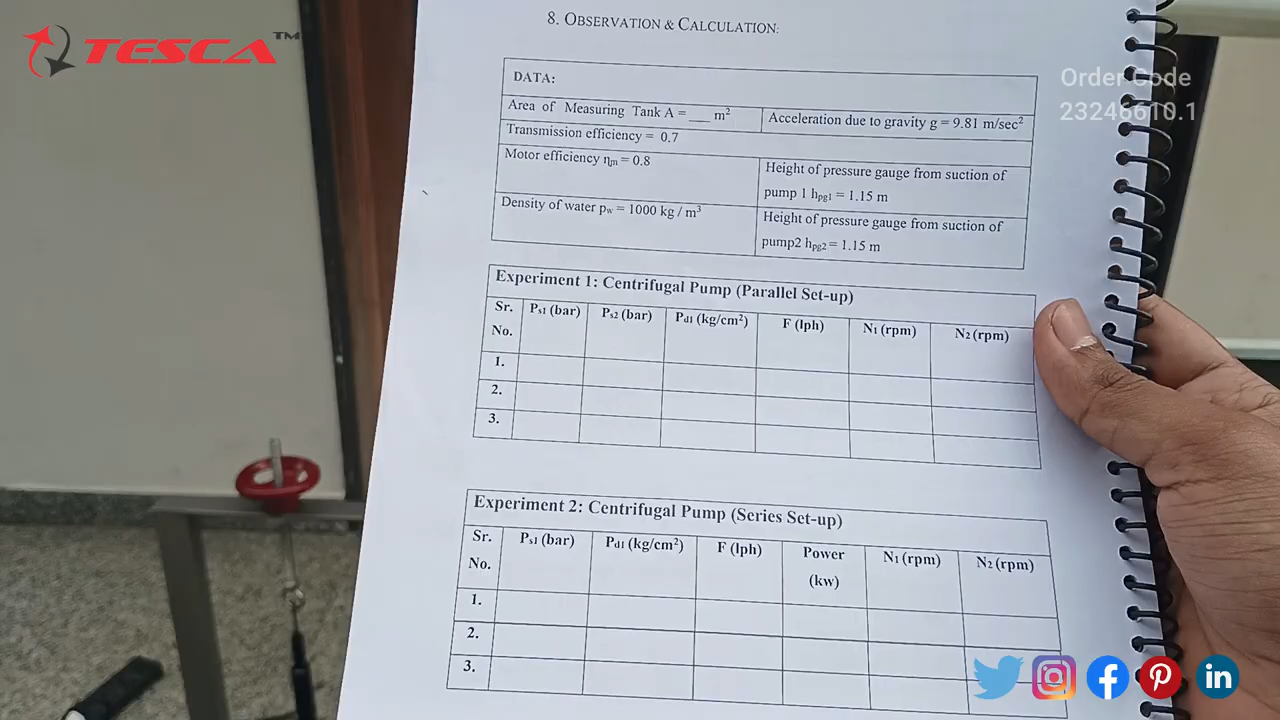 TESCA™
Order Code
23246610.1
8. OBSERVATION & CALCULATION:
DATA:
Area of Measuring Tank A = ___ m²
Acceleration due to gravity g = 9.81 m/sec²
Transmission efficiency = 0.7
Motor efficiency ηm = 0.8
Height of pressure gauge from suction of
pump 1 hpg1 = 1.15 m
Density of water ρw = 1000 kg / m³
Height of pressure gauge from suction of
pump2 hpg2 = 1.15 m
Experiment 1: Centrifugal Pump (Parallel Set-up)
Sr. No. Ps1 (bar) Ps2 (bar) Pd1 (kg/cm²) F (lph) N1 (rpm) N2 (rpm)
1.
2.
3.
Experiment 2: Centrifugal Pump (Series Set-up)
Sr. No. Ps1 (bar) Pd1 (kg/cm²) F (lph) Power (kw) N1 (rpm) N2 (rpm)
1.
2.
3.